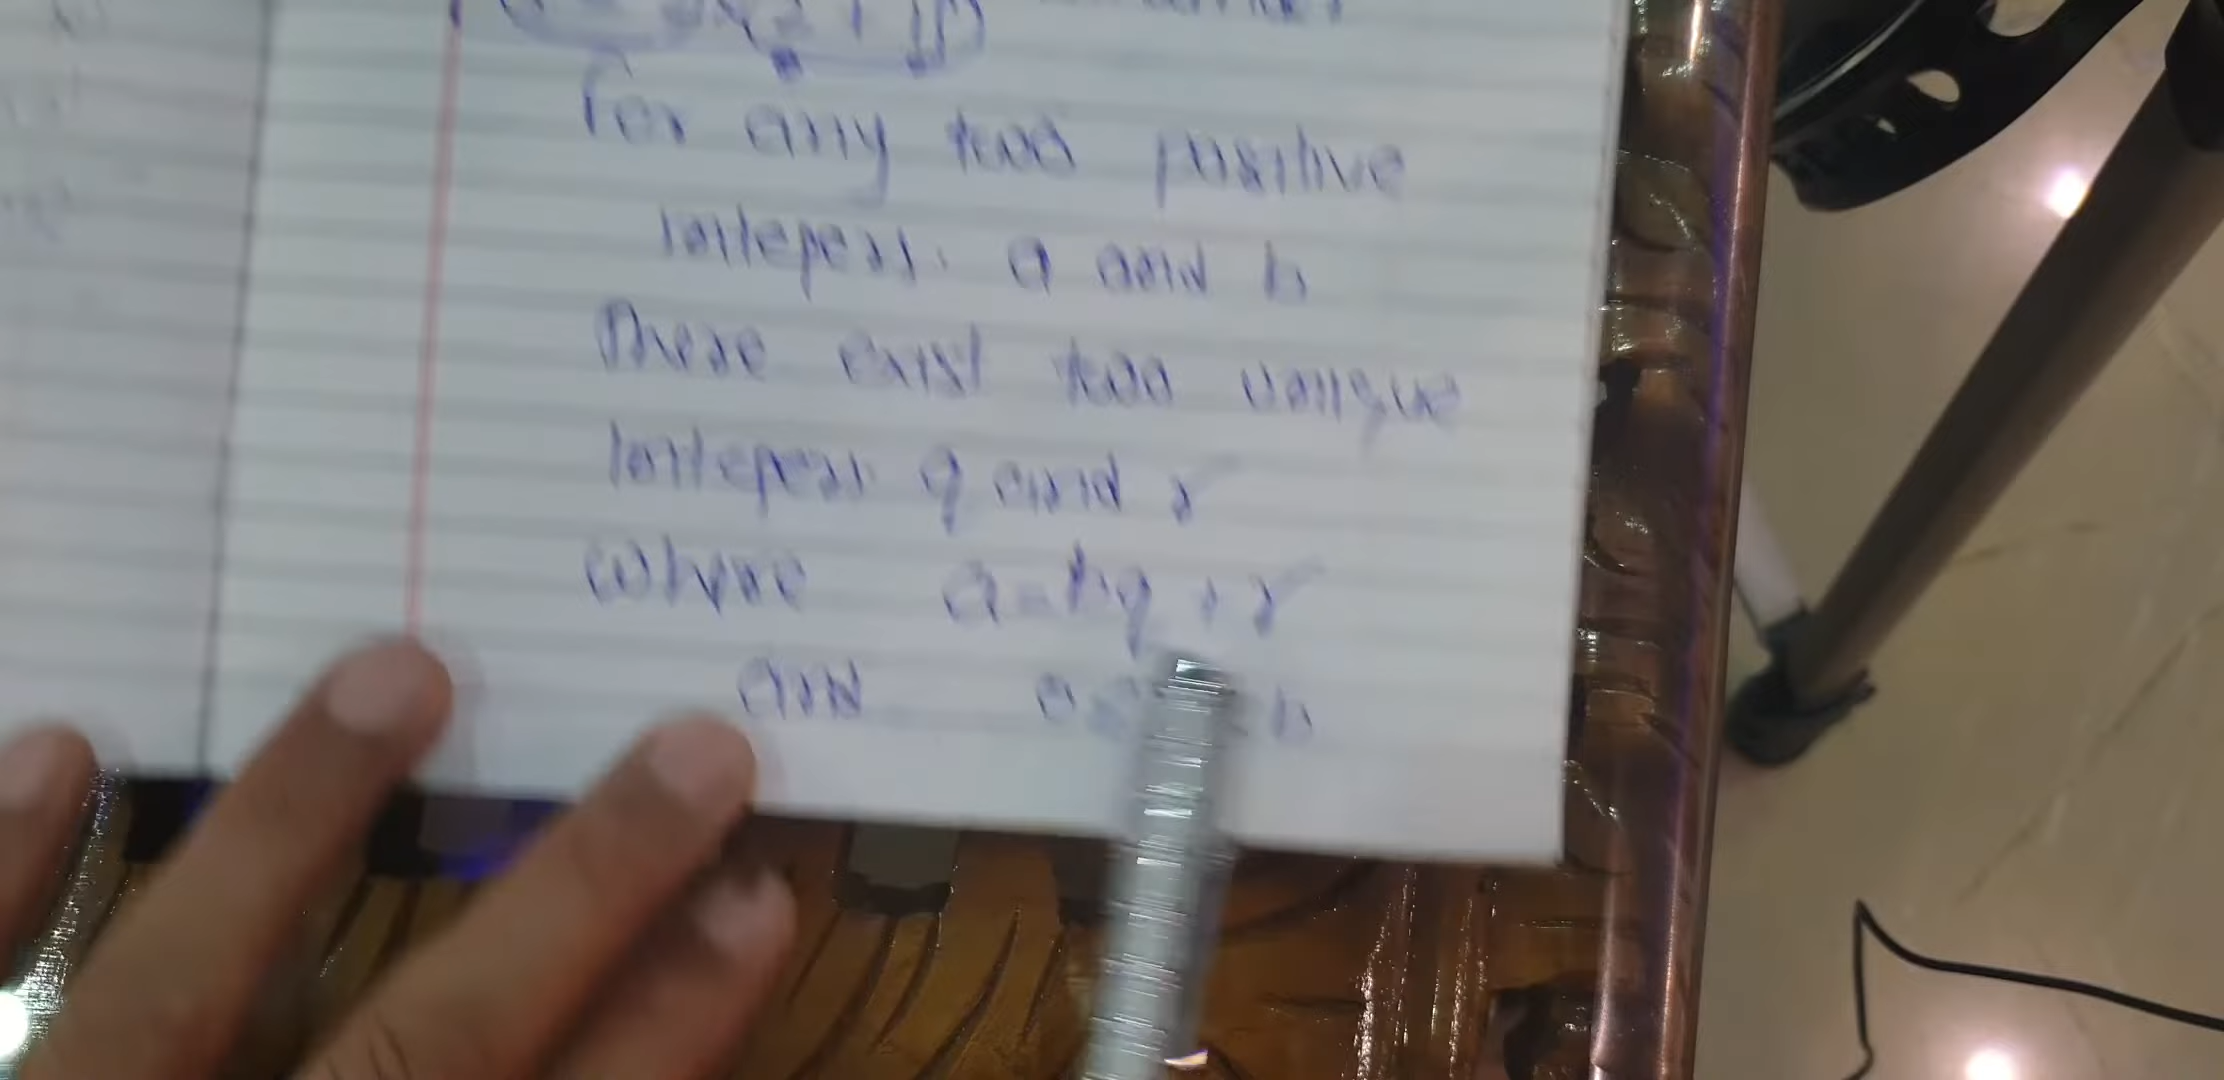 For any two positive
integers. a and b
there exist two unique
integers q and r
where a = bq + r
and b